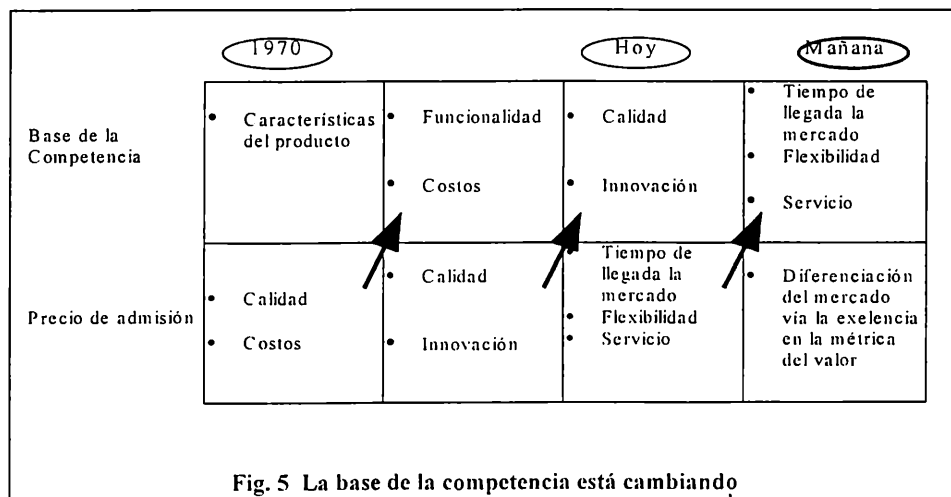 1970
Hoy
Mañana
Base de la
Competencia
• Características
del producto
• Funcionalidad
• Costos
• Calidad
• Innovación
• Tiempo de
llegada la
mercado
• Flexibilidad
• Servicio
Precio de admisión
• Calidad
• Costos
• Calidad
• Innovación
• Tiempo de
llegada la
mercado
• Flexibilidad
• Servicio
• Diferenciación
del mercado
vía la exelencia
en la métrica
del valor
Fig. 5 La base de la competencia está cambiando